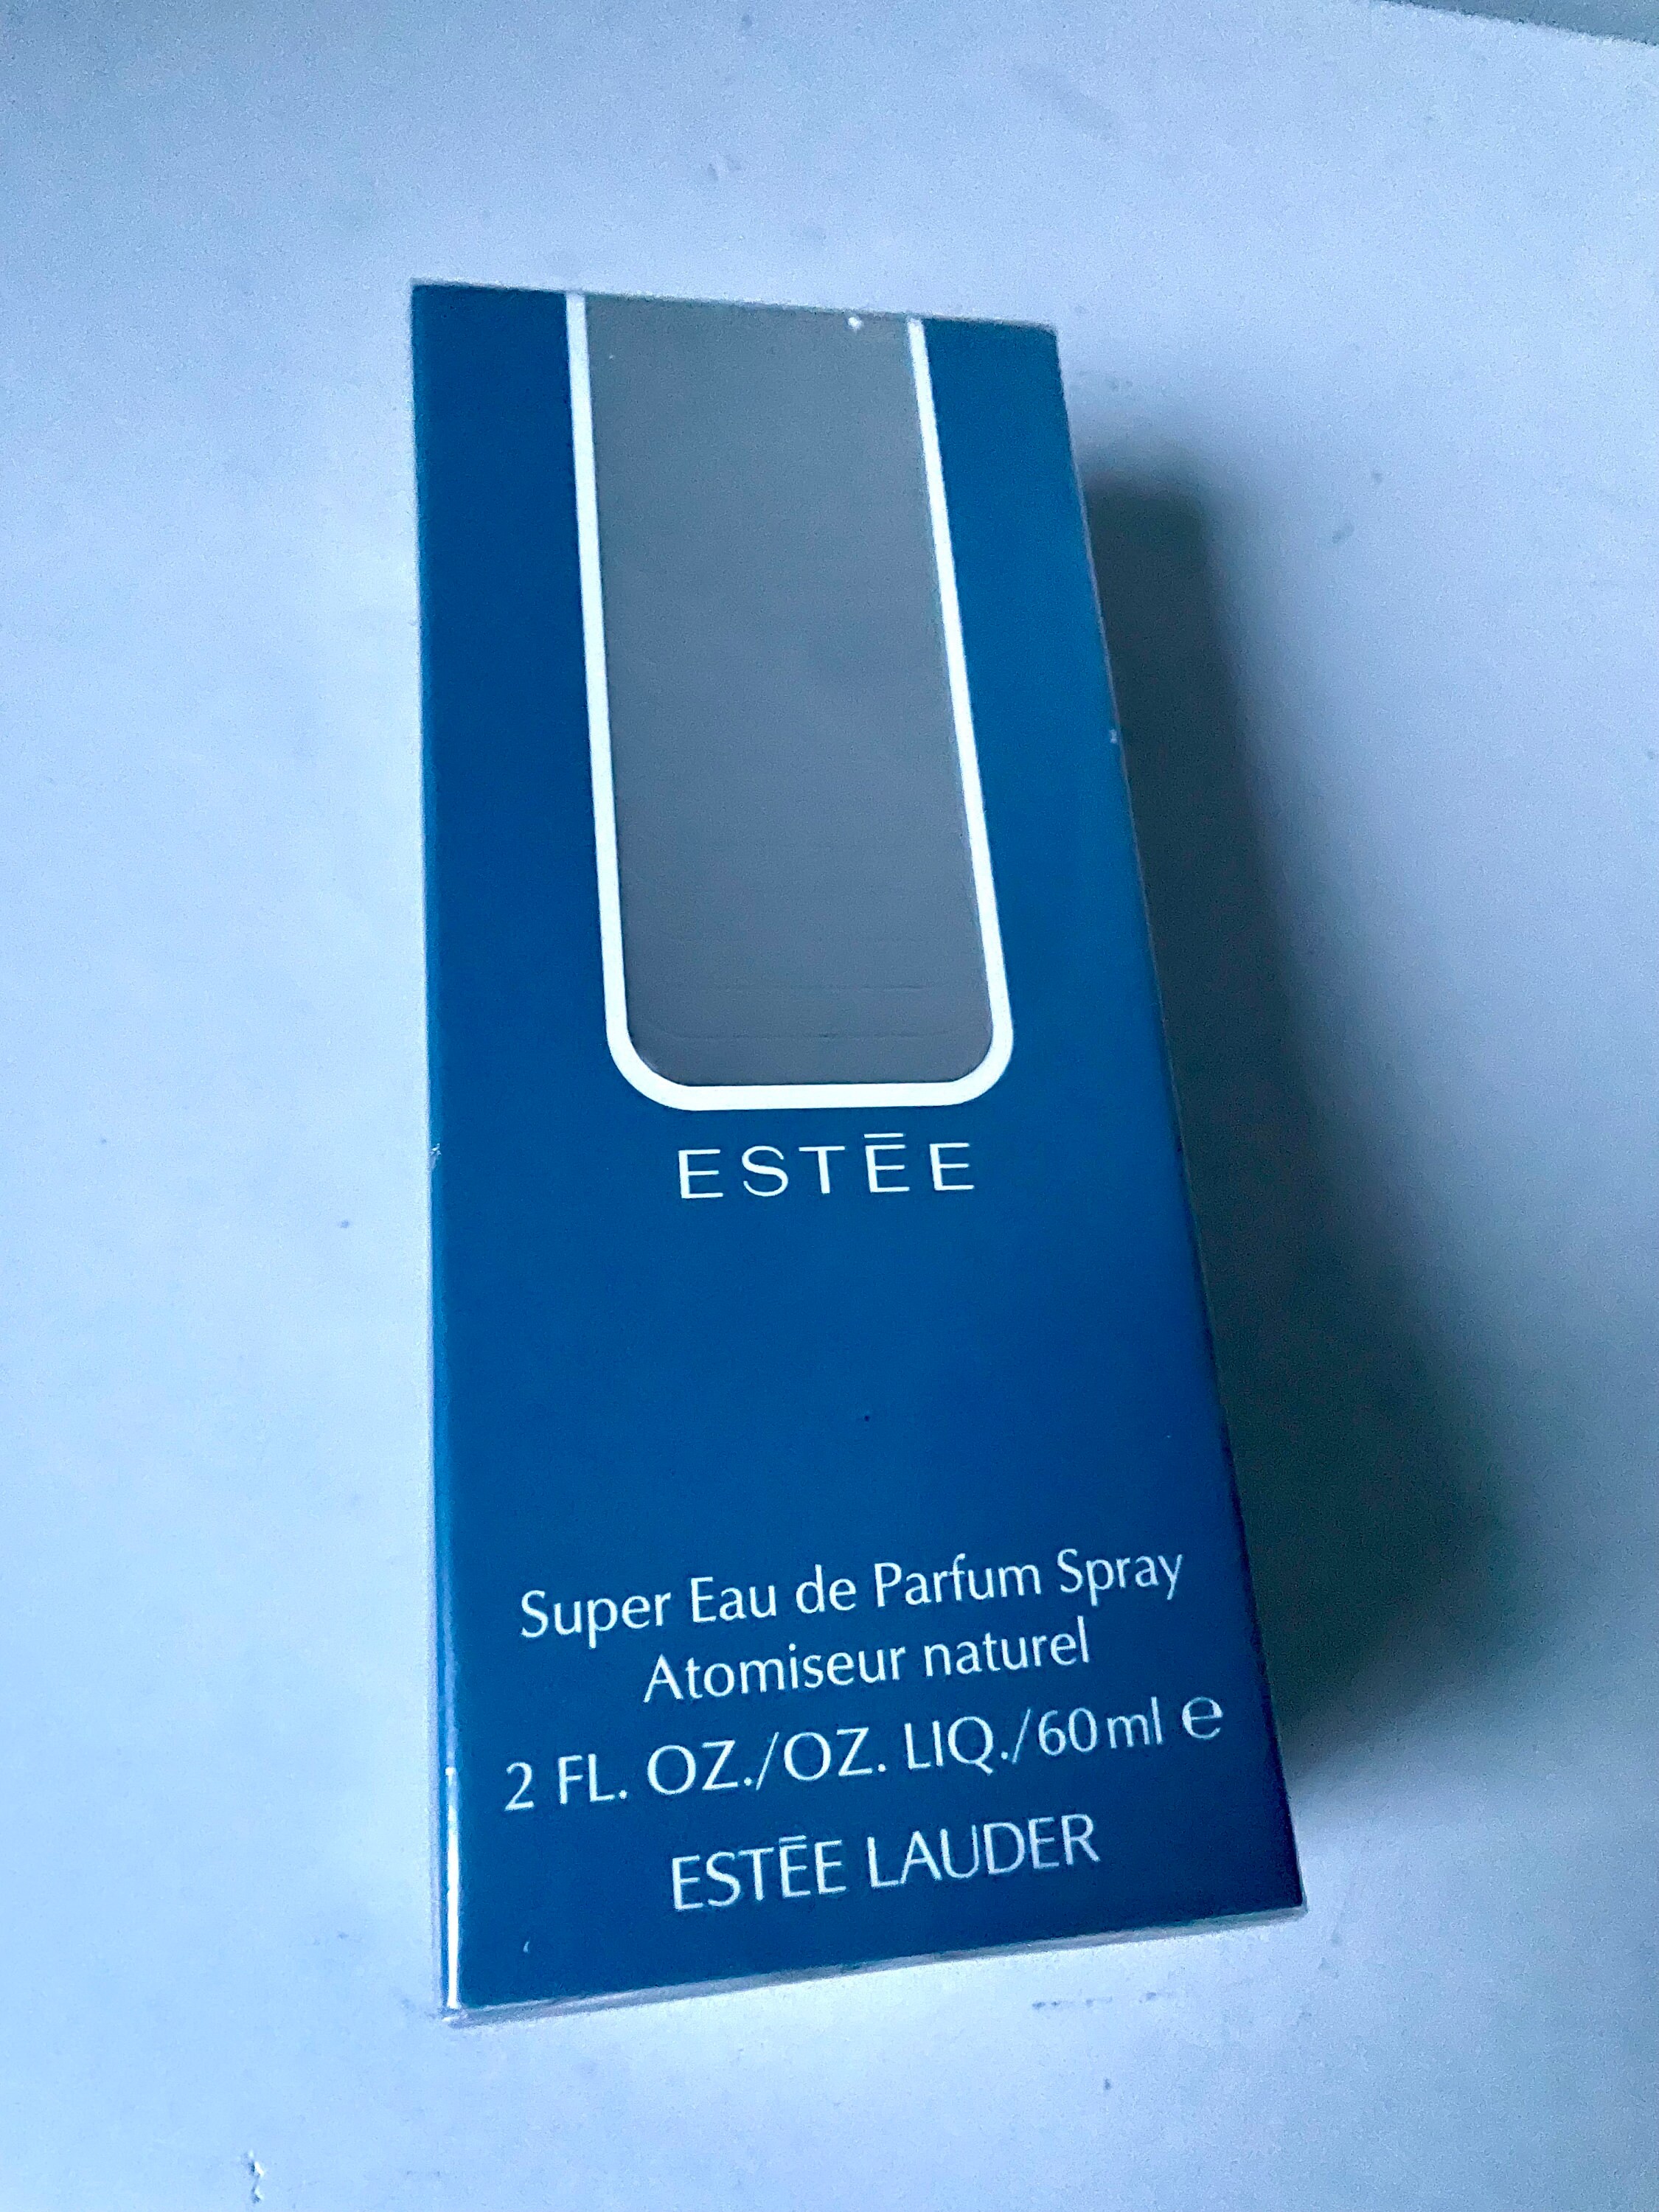 ESTĒE
Super Eau de Parfum Spray
Atomiseur naturel
2 FL. OZ./OZ. LIQ./60ml ℮
ESTĒE LAUDER